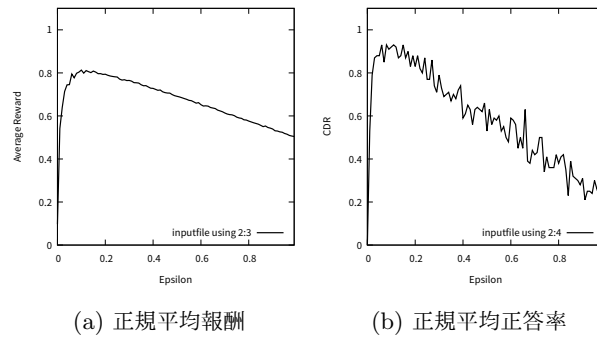 1
0.8
0.6
0.4
0.2
0
0 0.2 0.4 0.6 0.8
Average Reward
Epsilon
inputfile using 2:3
(a) 正規平均報酬
1
0.8
0.6
0.4
0.2
0
0 0.2 0.4 0.6 0.8
CDR
Epsilon
inputfile using 2:4
(b) 正規平均正答率